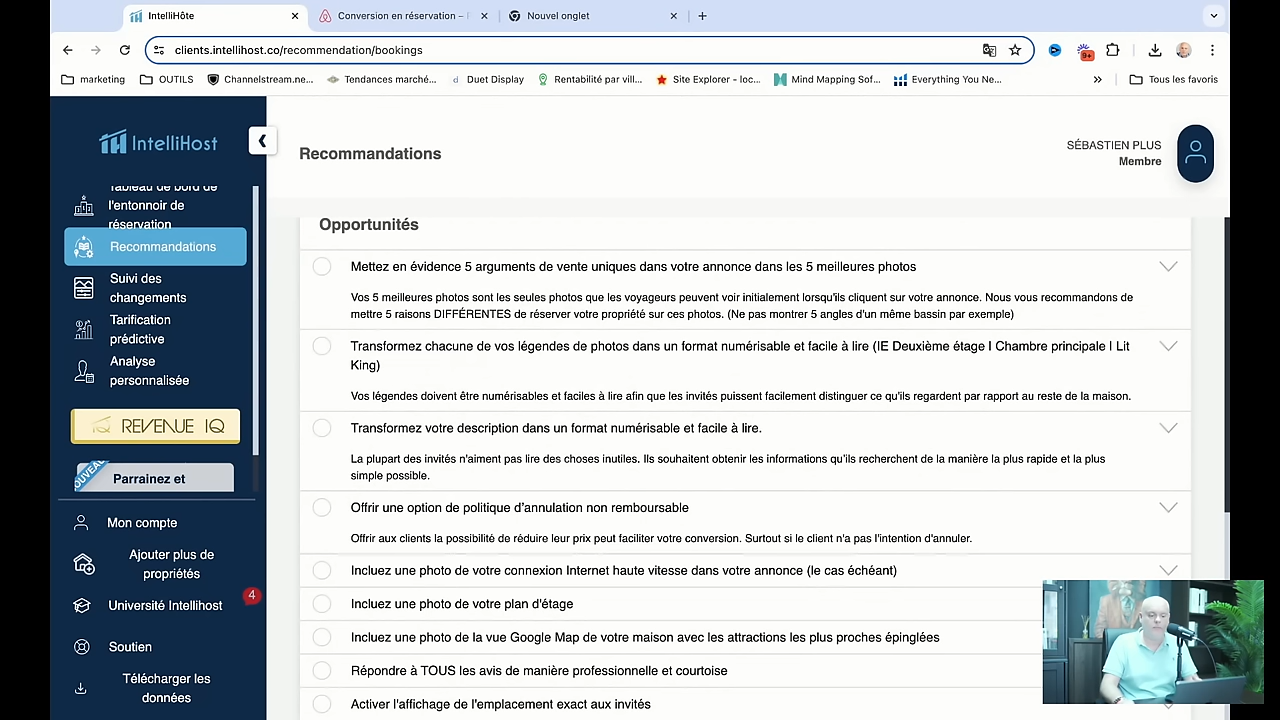 IntelliHôte
Conversion en réservation –
Nouvel onglet
clients.intellihost.co/recommendation/bookings
9+
marketing
OUTILS
Channelstream.ne...
Tendances marché...
Duet Display
Rentabilité par vill...
Site Explorer - loc...
Mind Mapping Sof...
Everything You Ne...
Tous les favoris
IntelliHost
Recommandations
SÉBASTIEN PLUS
Membre
Tableau de bord de
l'entonnoir de
réservation
Recommandations
Suivi des
changements
Tarification
prédictive
Analyse
personnalisée
REVENUE IQ
Parrainez et
Mon compte
Ajouter plus de
propriétés
Université Intellihost
4
Soutien
Télécharger les
données
Opportunités
Mettez en évidence 5 arguments de vente uniques dans votre annonce dans les 5 meilleures photos
Vos 5 meilleures photos sont les seules photos que les voyageurs peuvent voir initialement lorsqu'ils cliquent sur votre annonce. Nous vous recommandons de
mettre 5 raisons DIFFÉRENTES de réserver votre propriété sur ces photos. (Ne pas montrer 5 angles d'un même bassin par exemple)
Transformez chacune de vos légendes de photos dans un format numérisable et facile à lire (IE Deuxième étage I Chambre principale I Lit
King)
Vos légendes doivent être numérisables et faciles à lire afin que les invités puissent facilement distinguer ce qu'ils regardent par rapport au reste de la maison.
Transformez votre description dans un format numérisable et facile à lire.
La plupart des invités n'aiment pas lire des choses inutiles. Ils souhaitent obtenir les informations qu'ils recherchent de la manière la plus rapide et la plus
simple possible.
Offrir une option de politique d'annulation non remboursable
Offrir aux clients la possibilité de réduire leur prix peut faciliter votre conversion. Surtout si le client n'a pas l'intention d'annuler.
Incluez une photo de votre connexion Internet haute vitesse dans votre annonce (le cas échéant)
Incluez une photo de votre plan d'étage
Incluez une photo de la vue Google Map de votre maison avec les attractions les plus proches épinglées
Répondre à TOUS les avis de manière professionnelle et courtoise
Activer l'affichage de l'emplacement exact aux invités